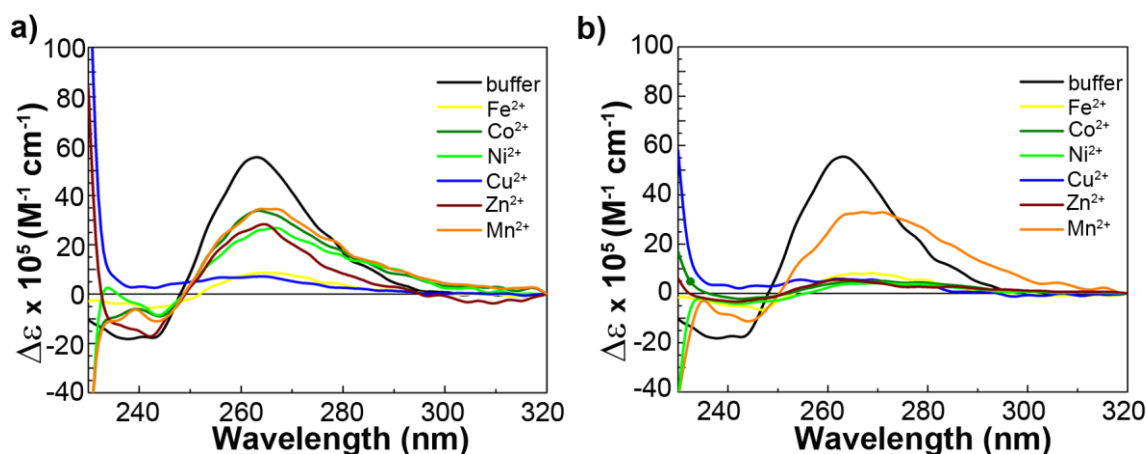 a)
100
80
60
40
20
0
-20
-40
Δε x 10⁵ (M⁻¹ cm⁻¹)
buffer
Fe²⁺
Co²⁺
Ni²⁺
Cu²⁺
Zn²⁺
Mn²⁺
240 260 280 300 320
Wavelength (nm)
b)
100
80
60
40
20
0
-20
-40
Δε x 10⁵ (M⁻¹ cm⁻¹)
buffer
Fe²⁺
Co²⁺
Ni²⁺
Cu²⁺
Zn²⁺
Mn²⁺
240 260 280 300 320
Wavelength (nm)